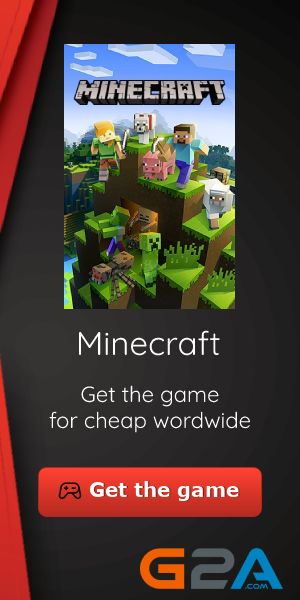 MINECRAFT
Minecraft
Get the game
for cheap wordwide
Get the game
G2A
.COM